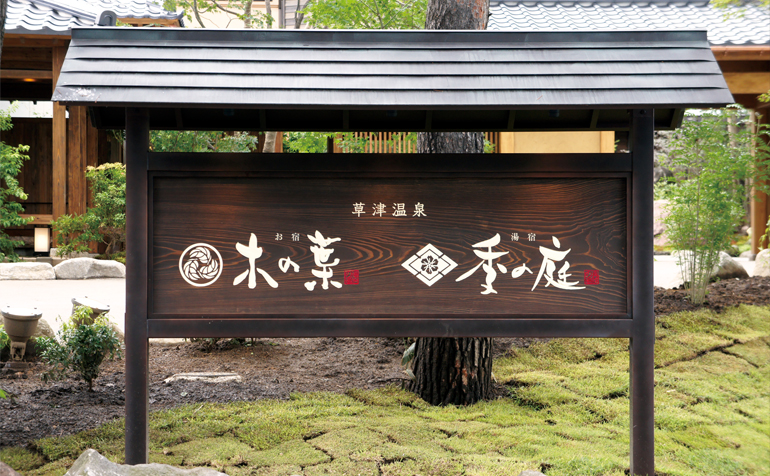 草津温泉
お宿 木の葉
湯宿 季の庭